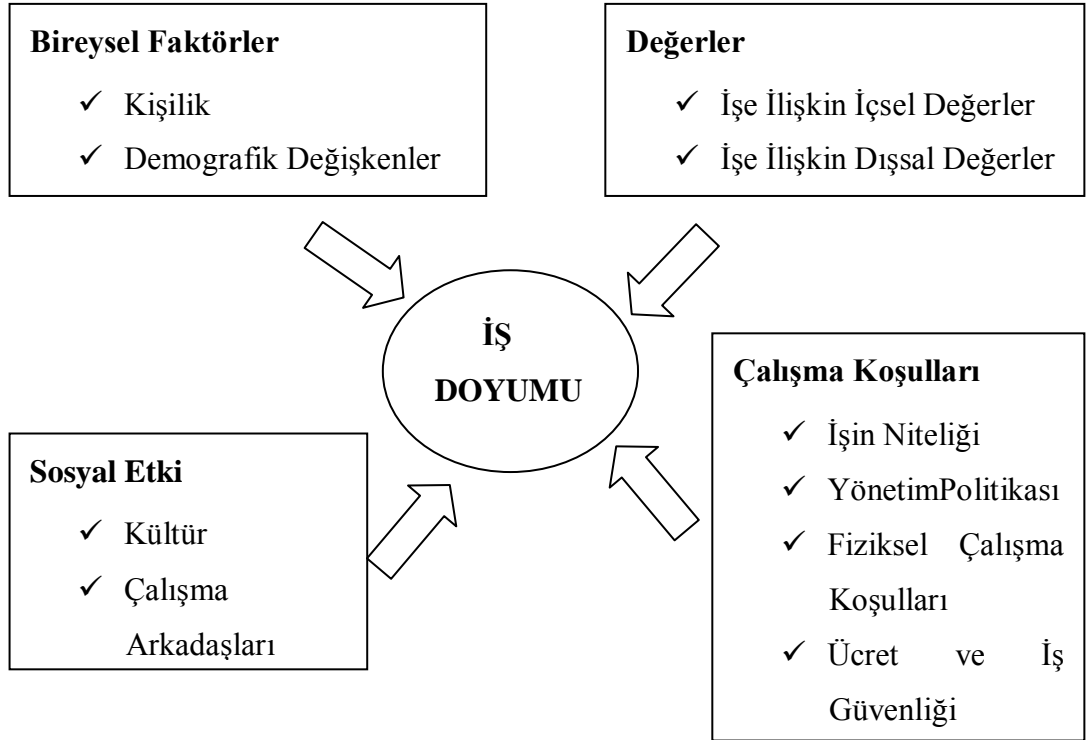 Bireysel Faktörler
✓ Kişilik
✓ Demografik Değişkenler
Değerler
✓ İşe İlişkin İçsel Değerler
✓ İşe İlişkin Dışsal Değerler
İŞ
DOYUMU
Sosyal Etki
✓ Kültür
✓ Çalışma
Arkadaşları
Çalışma Koşulları
✓ İşin Niteliği
✓ YönetimPolitikası
✓ Fiziksel Çalışma
Koşulları
✓ Ücret ve İş
Güvenliği